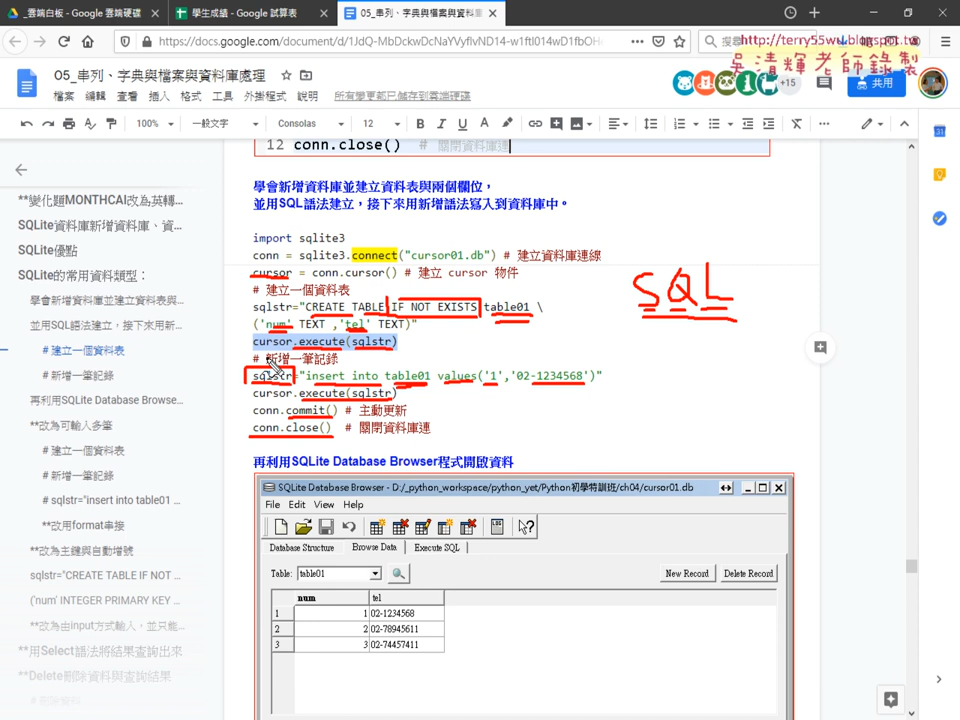 _雲端白板 - Google 雲端硬碟
學生成績 - Google 試算表
05_串列、字典與檔案與資料庫
https://docs.google.com/document/d/1JdQ-MbDckwDcNaYVyfIvND14-w1ftl014wD1fbOH
http://terry55wu.blogspot.tw
吳清輝老師錄製
05_串列、字典與檔案與資料庫處理
檔案 編輯 查看 插入 格式 工具 外掛程式 說明 所有變更都已儲存到雲端硬碟
+15
共用
100% 一般文字 Consolas 12 B I U A
12 conn.close() # 關閉資料庫連
學會新增資料庫並建立資料表與兩個欄位，
並用SQL語法建立，接下來用新增語法寫入到資料庫中。
import sqlite3
conn = sqlite3.connect("cursor01.db") # 建立資料庫連線
cursor = conn.cursor() # 建立 cursor 物件
# 建立一個資料表
sqlstr="CREATE TABLE IF NOT EXISTS table01 \
('num' TEXT ,'tel' TEXT)"
cursor.execute(sqlstr)
# 新增一筆記錄
sqlstr="insert into table01 values('1','02-1234568')"
cursor.execute(sqlstr)
conn.commit() # 主動更新
conn.close() # 關閉資料庫連
SQL
再利用SQLite Database Browser程式開啟資料
SQLite Database Browser - D:/_python_workspace/python_yet/Python初學特訓班/ch04/cursor01.db
File Edit View Help
Database Structure Browse Data Execute SQL
Table: table01 New Record Delete Record
num tel
1 1 02-1234568
2 2 02-78945611
3 3 02-74457411
**變化題MONTHCAI改為英轉...
SQLite資料庫新增資料庫、資...
SQLite優點
SQLite的常用資料類型：
學會新增資料庫並建立資料表與...
並用SQL語法建立，接下來用新...
# 建立一個資料表
# 新增一筆記錄
再利用SQLite Database Browse...
**改為可輸入多筆
# 建立一個資料表
# 新增一筆記錄
# sqlstr="insert into table01 ...
**改用format串接
**改為主鍵與自動增號
sqlstr="CREATE TABLE IF NOT ...
('num' INTEGER PRIMARY KEY ...
**改為由input方式輸入，並只能...
**用Select語法將結果查詢出來
**Delete刪除資料與查詢結果
# 刪除資料